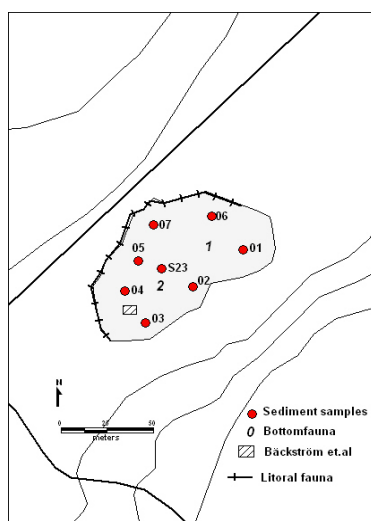 06
07
1
01
05
S23
02
2
04
03
N
0 25 50
meters
Sediment samples
0 Bottomfauna
Bäckström et.al
Litoral fauna